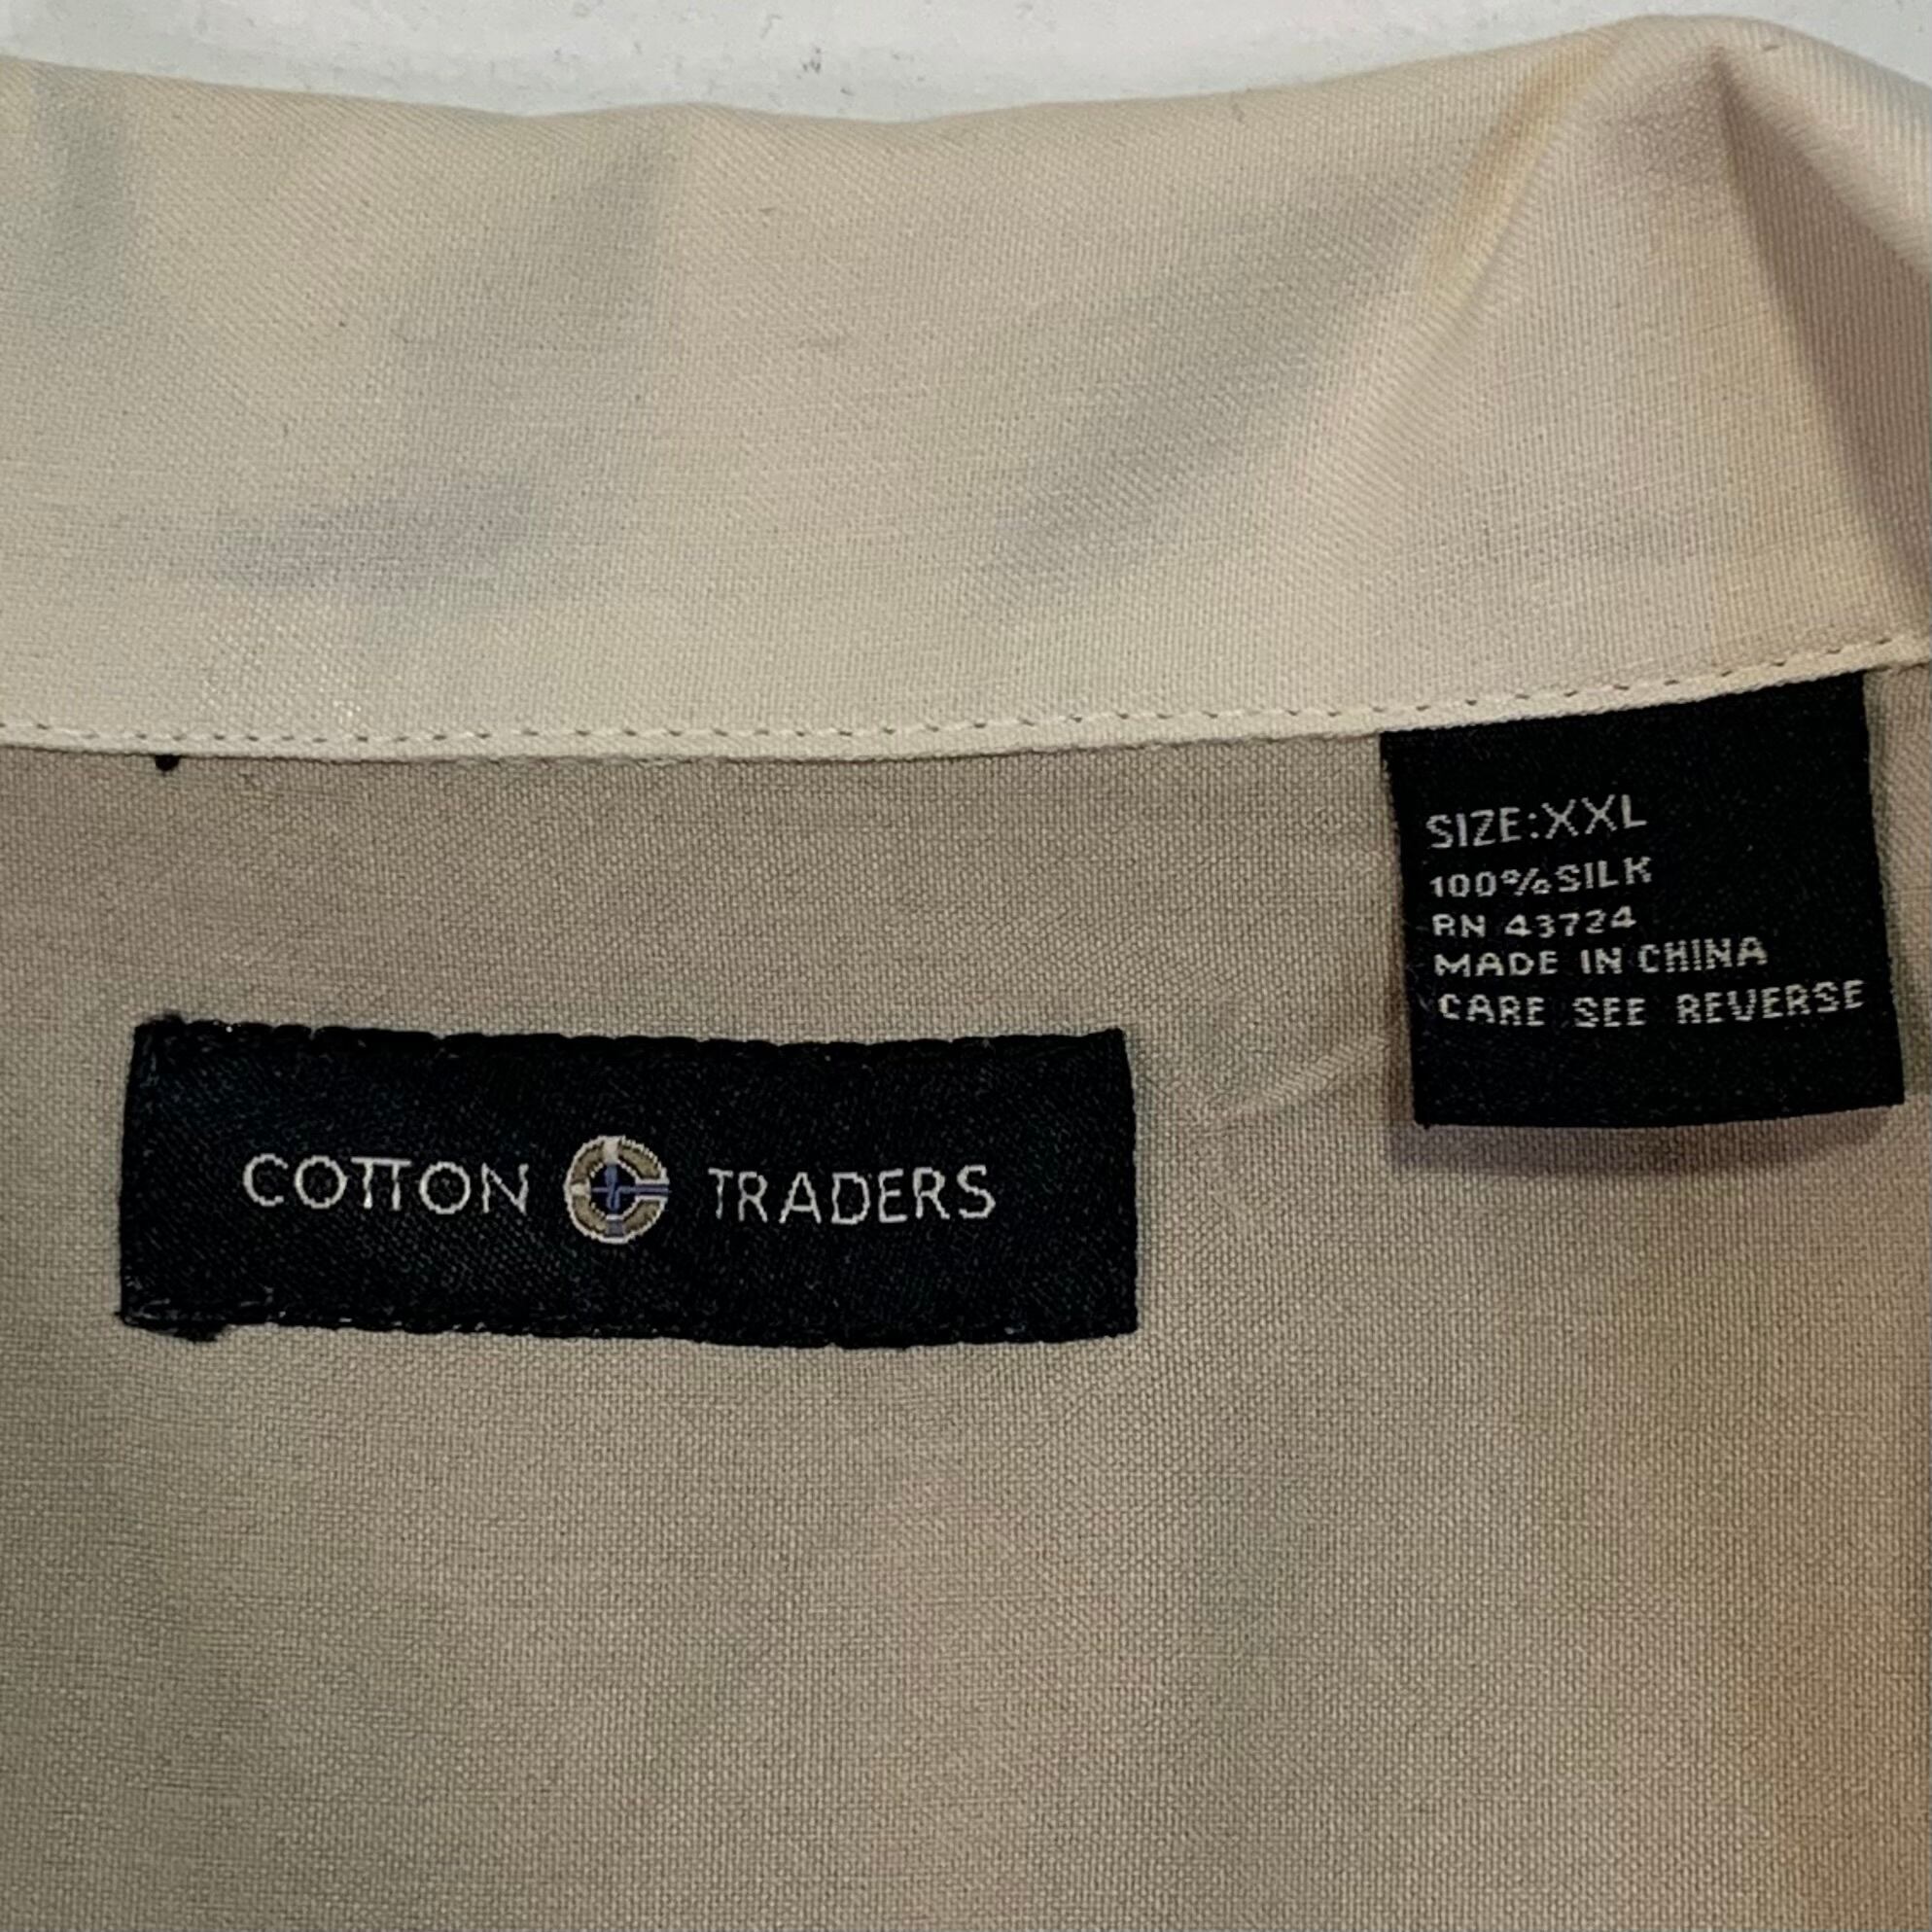 SIZE:XXL
100%SILK
RN 43724
MADE IN CHINA
CARE SEE REVERSE
COTTON TRADERS